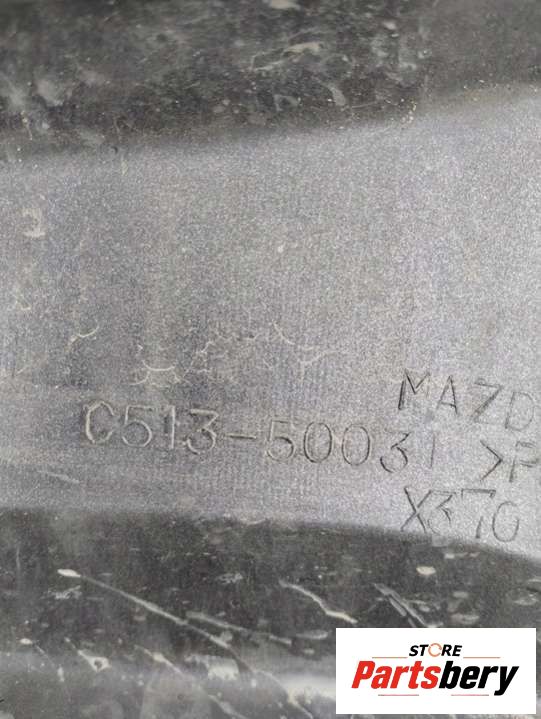 MAZD
C513-50031 >P
X370
STORE
Partsbery